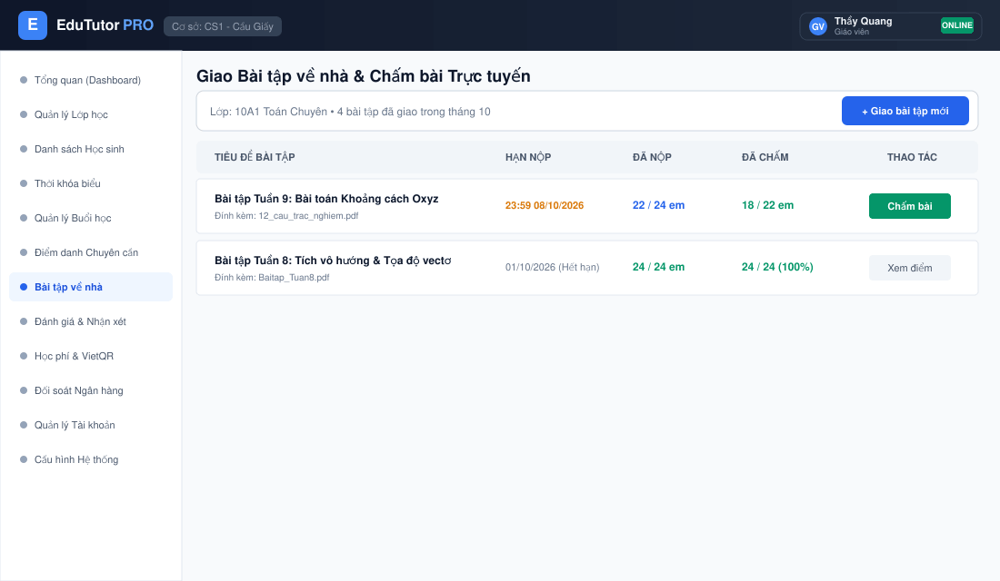 E EduTutor PRO Cơ sở: CS1 - Cầu Giấy
GV Thầy Quang ONLINE
Giáo viên
Tổng quan (Dashboard)
Quản lý Lớp học
Danh sách Học sinh
Thời khóa biểu
Quản lý Buổi học
Điểm danh Chuyên cần
Bài tập về nhà
Đánh giá & Nhận xét
Học phí & VietQR
Đối soát Ngân hàng
Quản lý Tài khoản
Cấu hình Hệ thống
Giao Bài tập về nhà & Chấm bài Trực tuyến
Lớp: 10A1 Toán Chuyên • 4 bài tập đã giao trong tháng 10 + Giao bài tập mới
TIÊU ĐỀ BÀI TẬP HẠN NỘP ĐÃ NỘP ĐÃ CHẤM THAO TÁC
Bài tập Tuần 9: Bài toán Khoảng cách Oxyz 23:59 08/10/2026 22 / 24 em 18 / 22 em Chấm bài
Đính kèm: 12_cau_trac_nghiem.pdf
Bài tập Tuần 8: Tích vô hướng & Tọa độ vectơ 01/10/2026 (Hết hạn) 24 / 24 em 24 / 24 (100%) Xem điểm
Đính kèm: Baitap_Tuan8.pdf